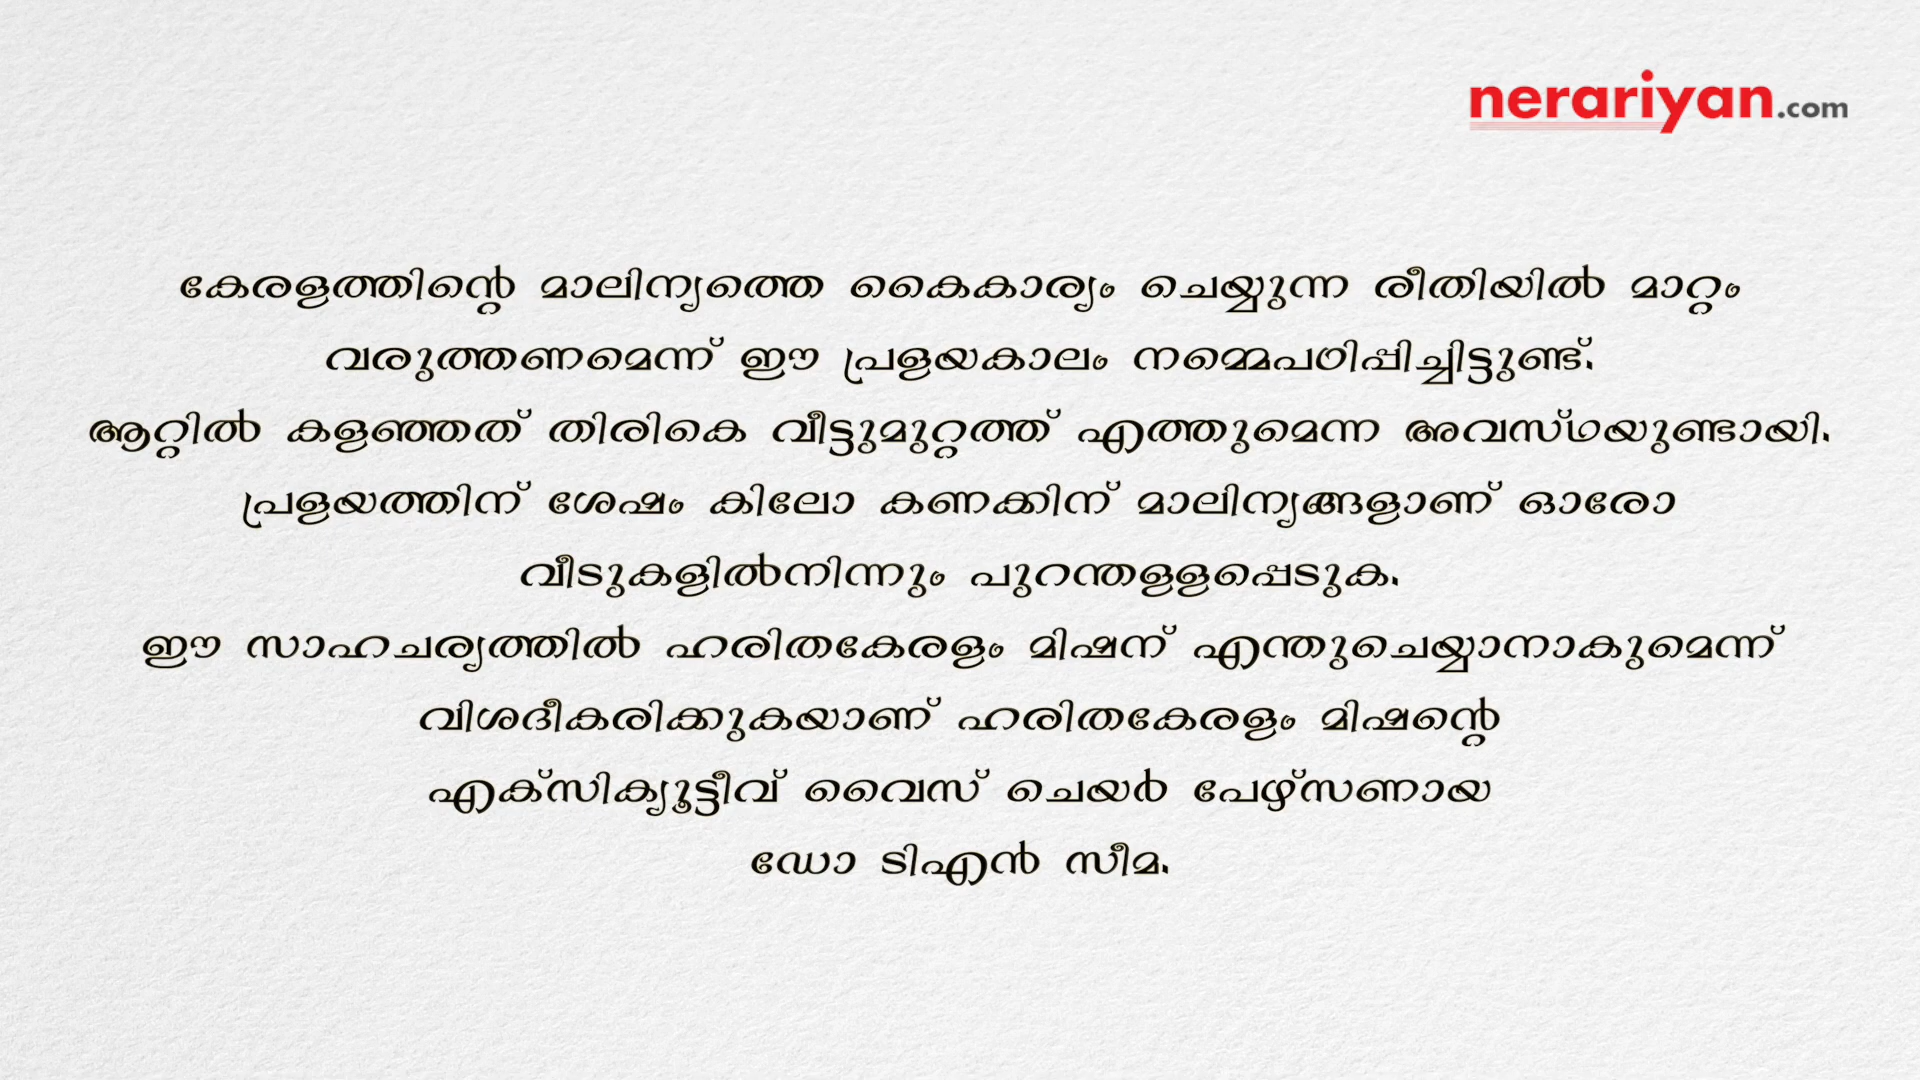 nerariyan.com
കേരളത്തിന്റെ മാലിന്യത്തെ കൈകാര്യം ചെയ്യുന്ന രീതിയിൽ മാറ്റം
വരുത്തണമെന്ന് ഈ പ്രളയകാലം നമ്മെപഠിപ്പിച്ചിട്ടുണ്ട്.
ആറ്റിൽ കളഞ്ഞത് തിരികെ വീട്ടുമുറ്റത്ത് എത്തുമെന്ന അവസ്ഥയുണ്ടായി.
പ്രളയത്തിന് ശേഷം കിലോ കണക്കിന് മാലിന്യങ്ങളാണ് ഓരോ
വീടുകളിൽനിന്നും പുറന്തള്ളപ്പെടുക.
ഈ സാഹചര്യത്തിൽ ഹരിതകേരളം മിഷന് എന്തുചെയ്യാനാകുമെന്ന്
വിശദീകരിക്കുകയാണ് ഹരിതകേരളം മിഷന്റെ
എക്സിക്യൂട്ടീവ് വൈസ് ചെയർ പേഴ്സണായ
ഡോ ടിഎൻ സീമ.